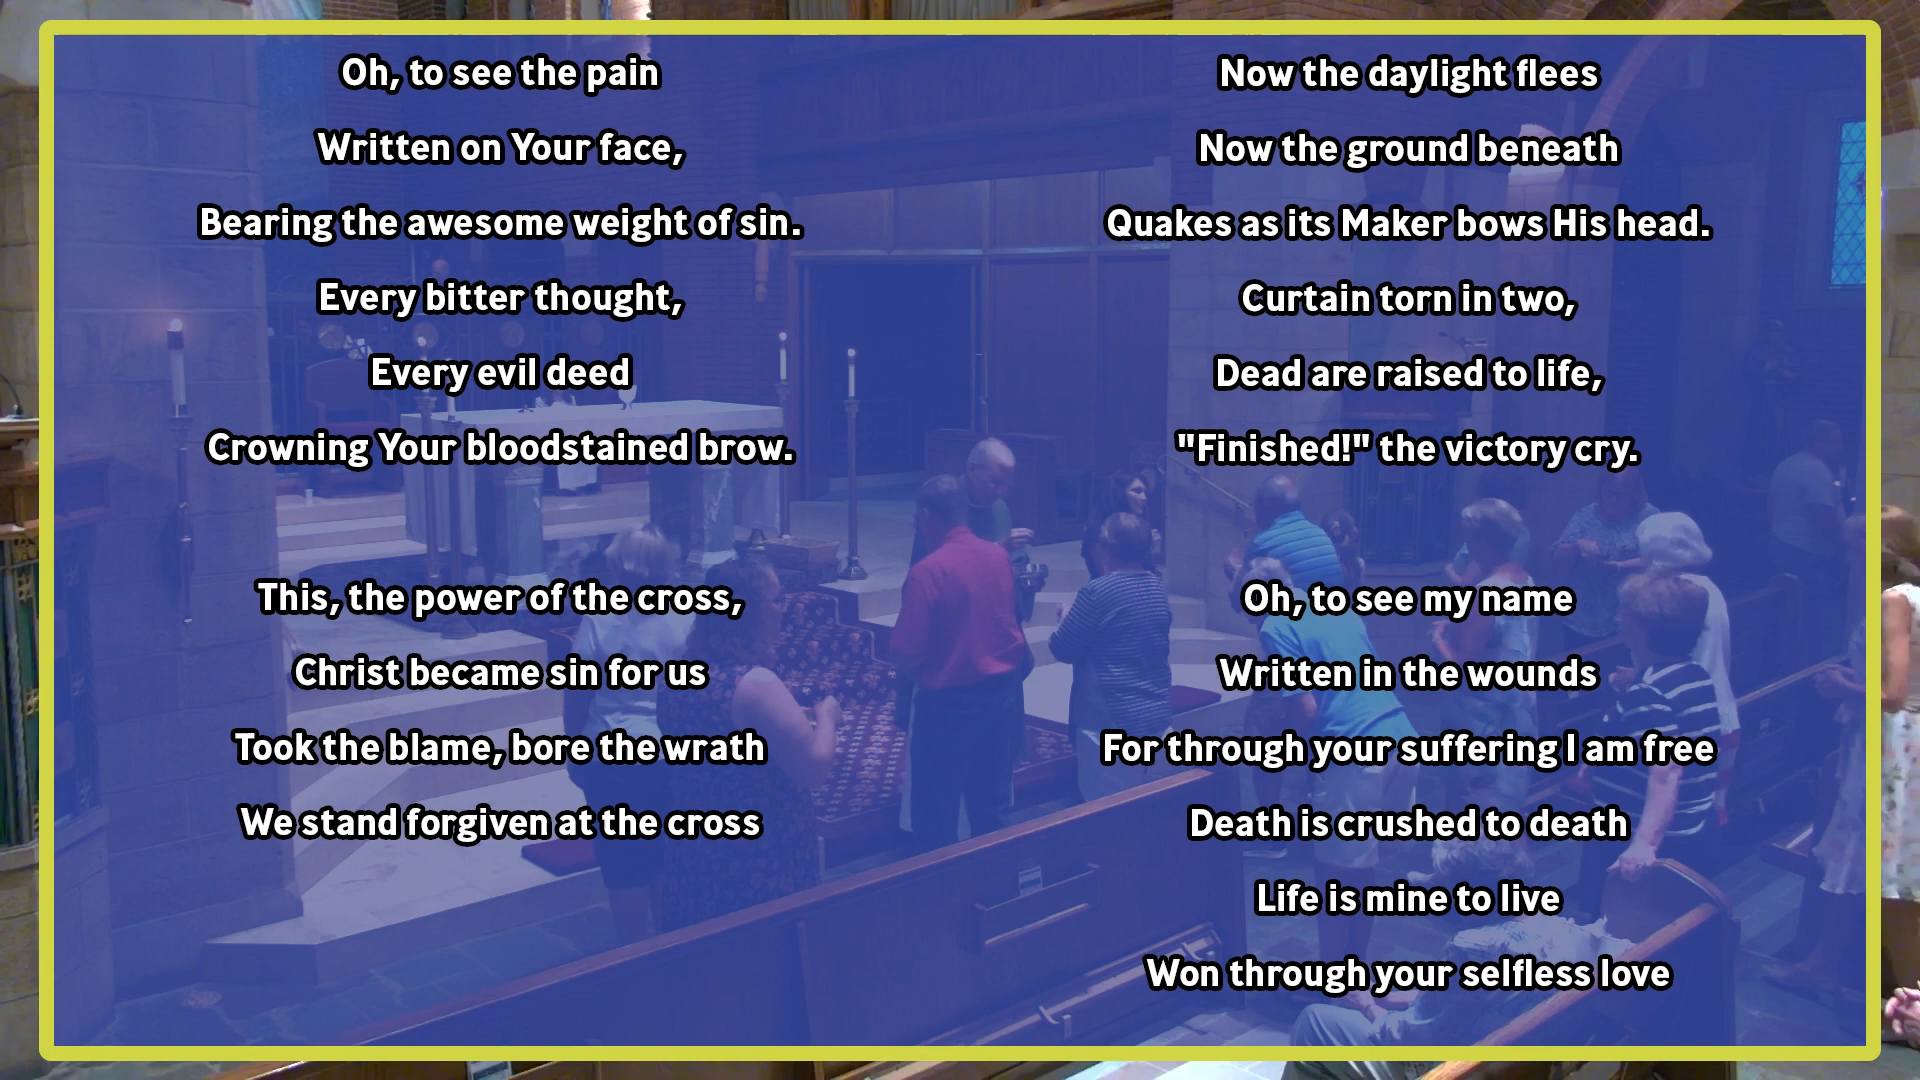 Oh, to see the pain
Written on Your face,
Bearing the awesome weight of sin.
Every bitter thought,
Every evil deed
Crowning Your bloodstained brow.
This, the power of the cross,
Christ became sin for us
Took the blame, bore the wrath
We stand forgiven at the cross
Now the daylight flees
Now the ground beneath
Quakes as its Maker bows His head.
Curtain torn in two,
Dead are raised to life,
"Finished!" the victory cry.
Oh, to see my name
Written in the wounds
For through your suffering I am free
Death is crushed to death
Life is mine to live
Won through your selfless love